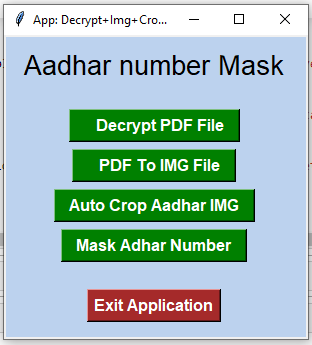 App: Decrypt+Img+Cro...
Aadhar number Mask
Decrypt PDF File
PDF To IMG File
Auto Crop Aadhar IMG
Mask Adhar Number
Exit Application